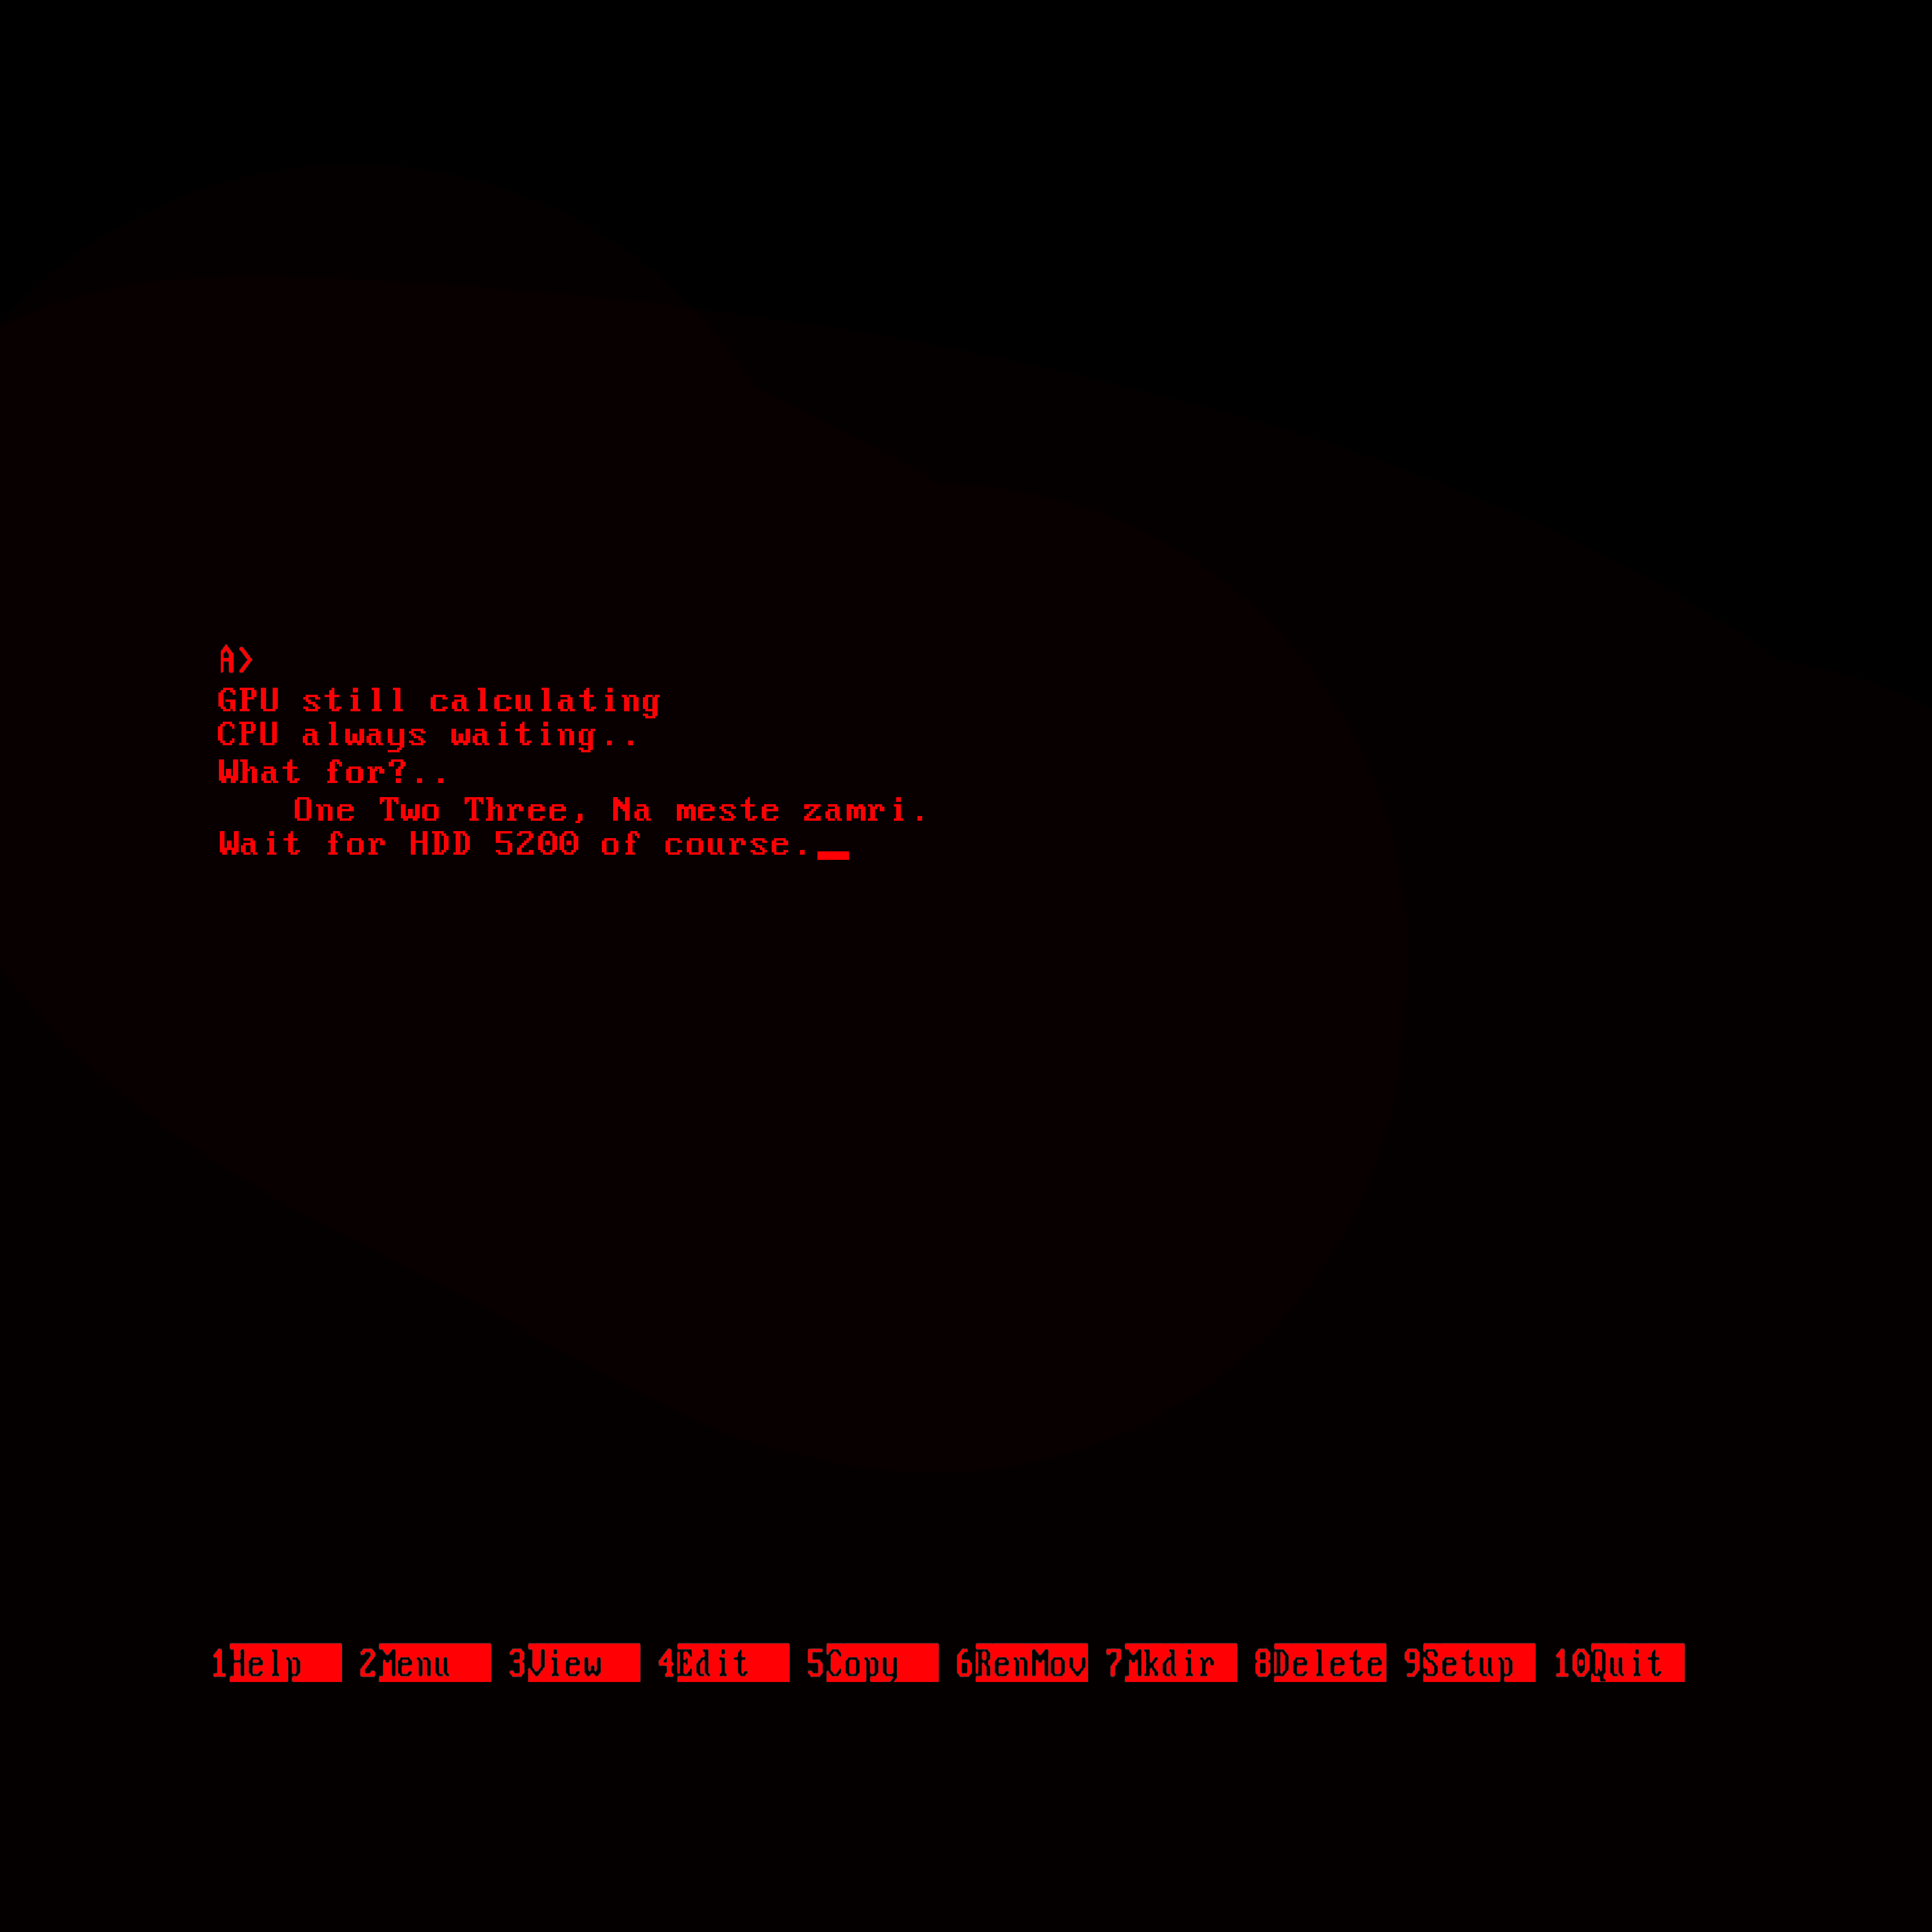 A>
GPU still calculating
CPU always waiting..
What for?..
One Two Three, Na meste zamri.
Wait for HDD 5200 of course.
1Help 2Menu 3View 4Edit 5Copy 6RenMov 7Mkdir 8Delete 9Setup 10Quit